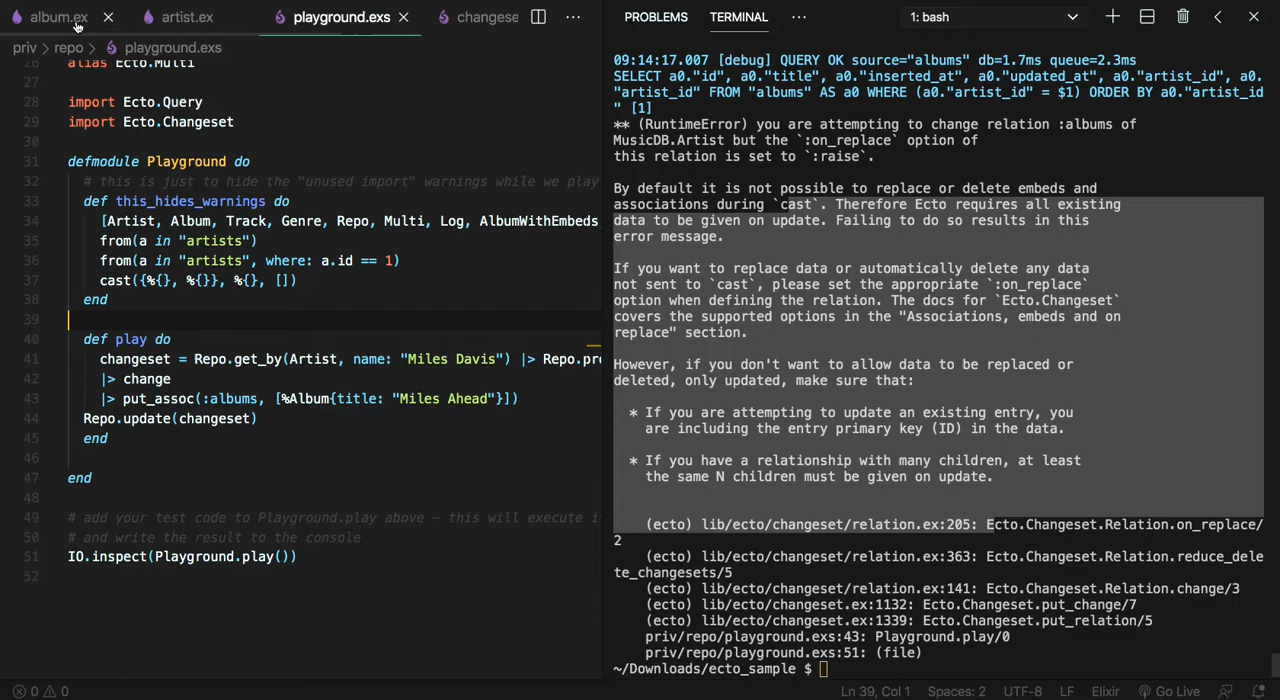 album.ex
artist.ex
playground.exs
changese
PROBLEMS
TERMINAL
1: bash
priv > repo > playground.exs
26 alias Ecto.Multi
27
28 import Ecto.Query
29 import Ecto.Changeset
30
31 defmodule Playground do
32 # this is just to hide the "unused import" warnings while we play
33 def this_hides_warnings do
34 [Artist, Album, Track, Genre, Repo, Multi, Log, AlbumWithEmbeds
35 from(a in "artists")
36 from(a in "artists", where: a.id == 1)
37 cast({%{}, %{}}, %{}, [])
38 end
39
40 def play do
41 changeset = Repo.get_by(Artist, name: "Miles Davis") |> Repo.pre
42 |> change
43 |> put_assoc(:albums, [%Album{title: "Miles Ahead"}])
44 Repo.update(changeset)
45 end
46
47 end
48
49 # add your test code to Playground.play above – this will execute i
50 # and write the result to the console
51 IO.inspect(Playground.play())
52
09:14:17.007 [debug] QUERY OK source="albums" db=1.7ms queue=2.3ms
SELECT a0."id", a0."title", a0."inserted_at", a0."updated_at", a0."artist_id", a0.
"artist_id" FROM "albums" AS a0 WHERE (a0."artist_id" = $1) ORDER BY a0."artist_id
" [1]
** (RuntimeError) you are attempting to change relation :albums of
MusicDB.Artist but the `:on_replace` option of
this relation is set to `:raise`.
By default it is not possible to replace or delete embeds and
associations during `cast`. Therefore Ecto requires all existing
data to be given on update. Failing to do so results in this
error message.
If you want to replace data or automatically delete any data
not sent to `cast`, please set the appropriate `:on_replace`
option when defining the relation. The docs for `Ecto.Changeset`
covers the supported options in the "Associations, embeds and on
replace" section.
However, if you don't want to allow data to be replaced or
deleted, only updated, make sure that:
* If you are attempting to update an existing entry, you
are including the entry primary key (ID) in the data.
* If you have a relationship with many children, at least
the same N children must be given on update.
(ecto) lib/ecto/changeset/relation.ex:205: Ecto.Changeset.Relation.on_replace/
2
(ecto) lib/ecto/changeset/relation.ex:363: Ecto.Changeset.Relation.reduce_dele
te_changesets/5
(ecto) lib/ecto/changeset/relation.ex:141: Ecto.Changeset.Relation.change/3
(ecto) lib/ecto/changeset.ex:1132: Ecto.Changeset.put_change/7
(ecto) lib/ecto/changeset.ex:1339: Ecto.Changeset.put_relation/5
priv/repo/playground.exs:43: Playground.play/0
priv/repo/playground.exs:51: (file)
~/Downloads/ecto_sample $
0 0
Ln 39, Col 1
Spaces: 2
UTF-8
LF
Elixir
Go Live